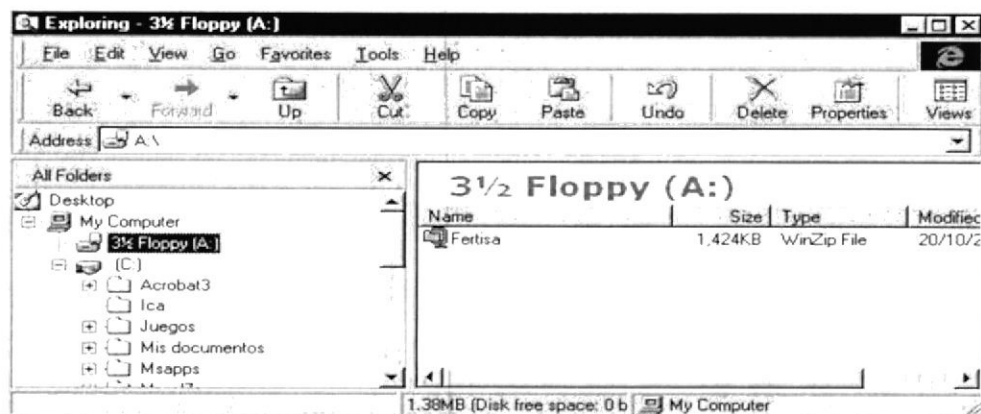 Exploring - 3½ Floppy (A:)
File Edit View Go Favorites Tools Help
Back Forward Up Cut Copy Paste Undo Delete Properties Views
Address A:\
All Folders
Desktop
My Computer
3½ Floppy (A:)
(C:)
Acrobat3
Ica
Juegos
Mis documentos
Msapps
3½ Floppy (A:)
Name Size Type Modified
Fertisa 1,424KB WinZip File 20/10/2
1.38MB (Disk free space: 0 b My Computer